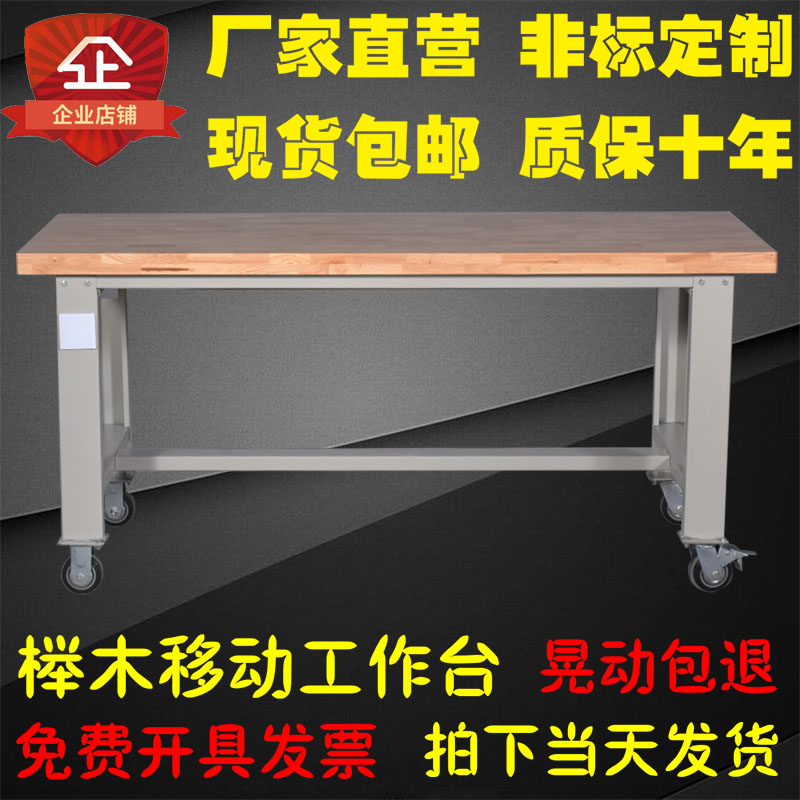 企
企业店铺
厂家直营 非标定制
现货包邮 质保十年
榉木移动工作台 晃动包退
免费开具发票 拍下当天发货